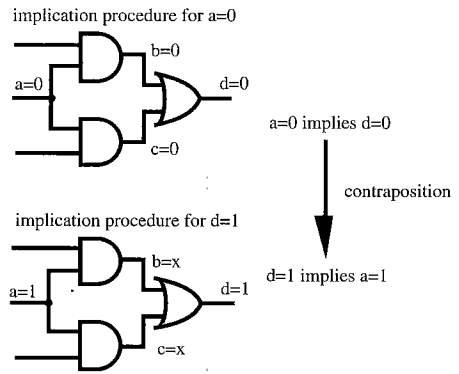 implication procedure for a=0
b=0
a=0
d=0
c=0
a=0 implies d=0
contraposition
implication procedure for d=1
b=x
a=1
d=1
c=x
d=1 implies a=1